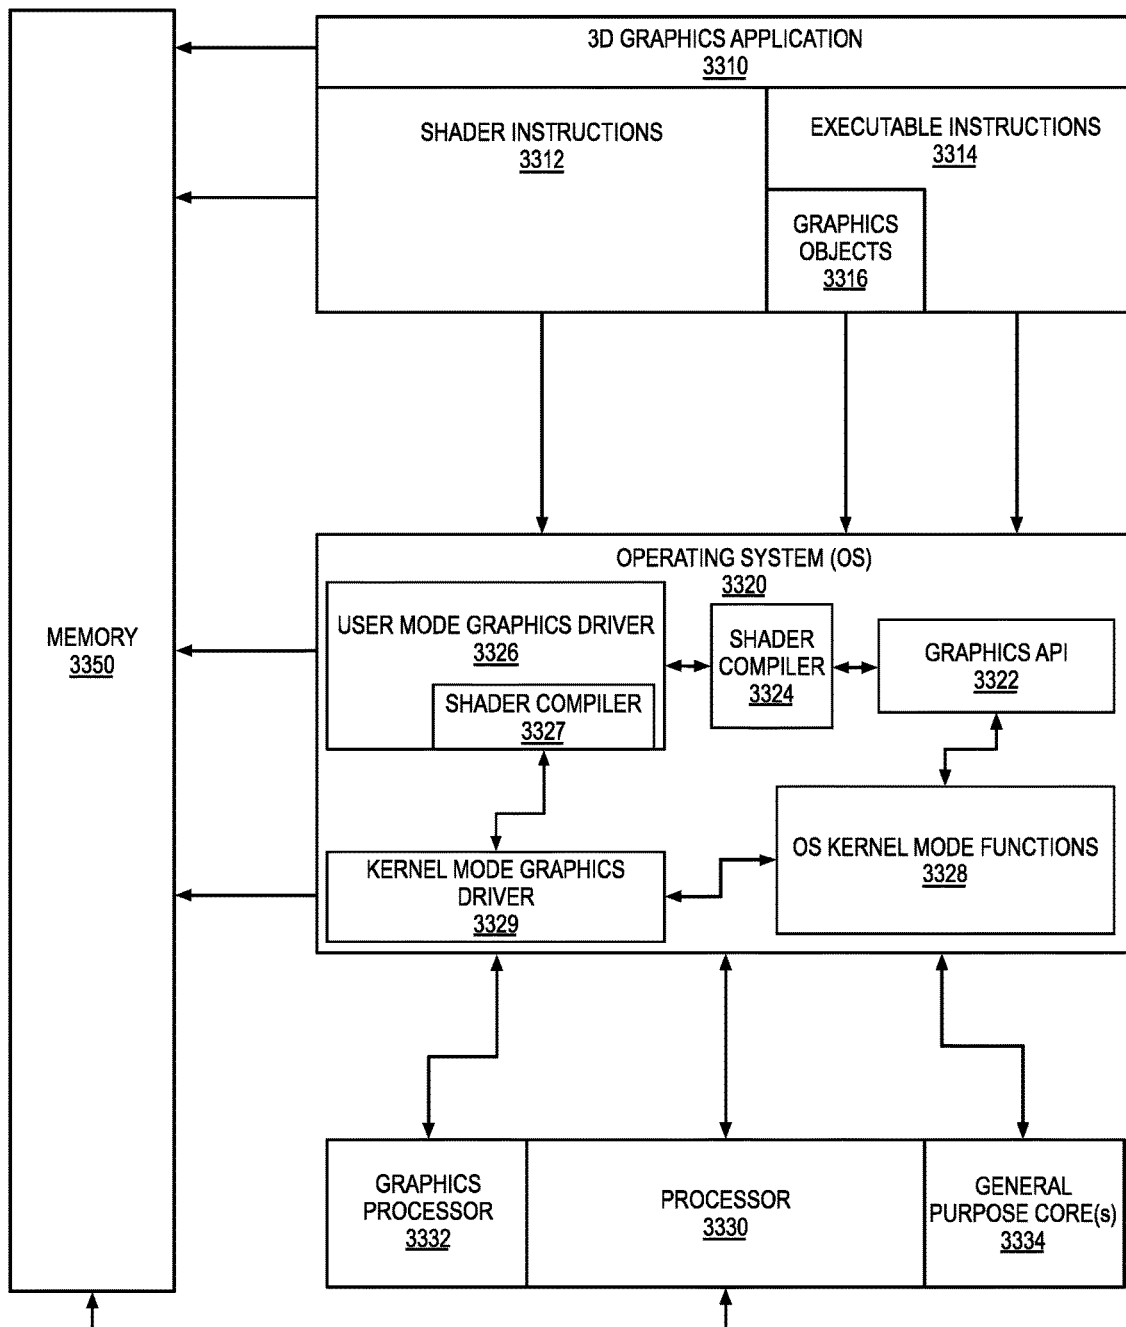 3D GRAPHICS APPLICATION
3310
SHADER INSTRUCTIONS
3312
EXECUTABLE INSTRUCTIONS
3314
GRAPHICS
OBJECTS
3316
OPERATING SYSTEM (OS)
3320
USER MODE GRAPHICS DRIVER
3326
SHADER COMPILER
3327
SHADER
COMPILER
3324
GRAPHICS API
3322
MEMORY
3350
KERNEL MODE GRAPHICS
DRIVER
3329
OS KERNEL MODE FUNCTIONS
3328
GRAPHICS
PROCESSOR
3332
PROCESSOR
3330
GENERAL
PURPOSE CORE(s)
3334